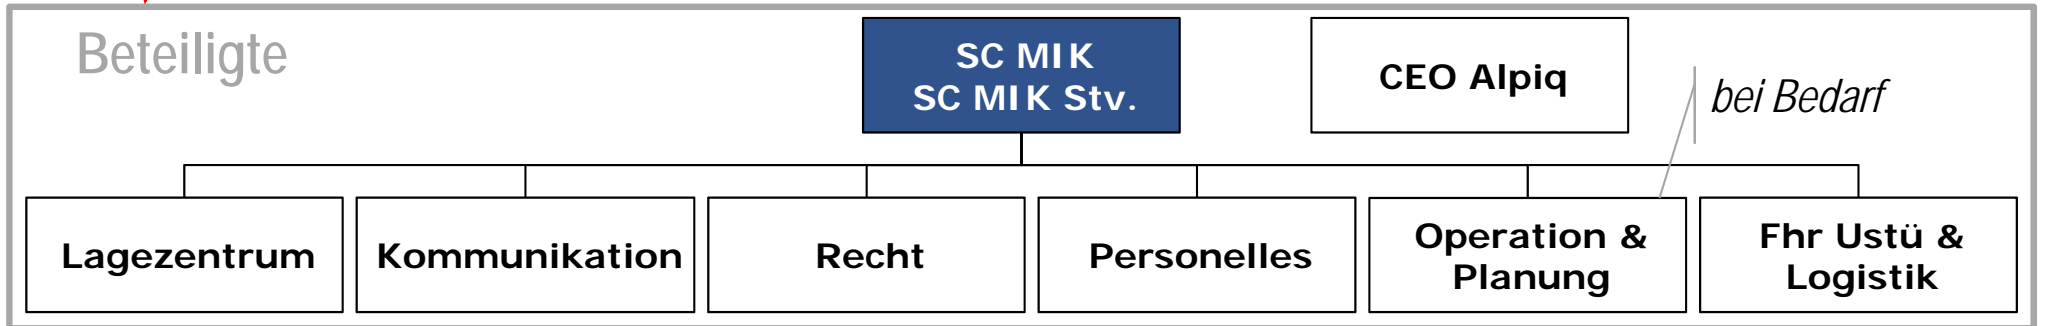 Beteiligte
SC MIK
SC MIK Stv.
CEO Alpiq
bei Bedarf
Lagezentrum
Kommunikation
Recht
Personelles
Operation &
Planung
Fhr Ustü &
Logistik